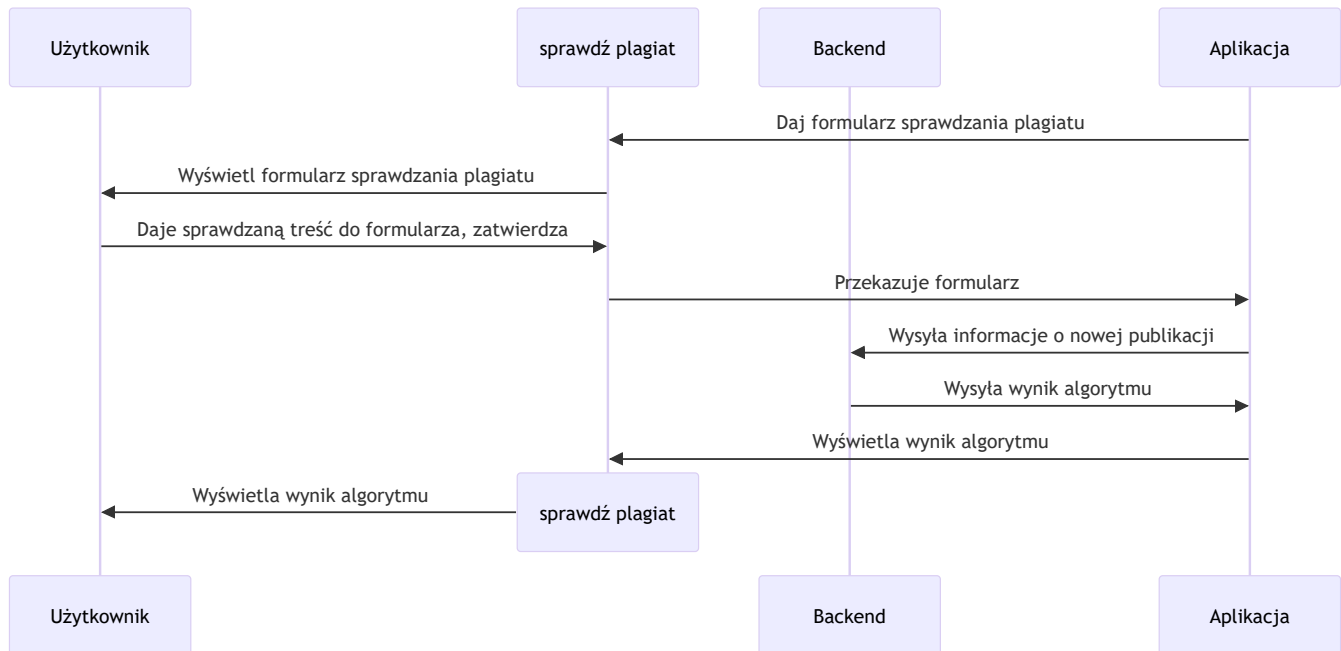 Użytkownik
sprawdź plagiat
Backend
Aplikacja
Daj formularz sprawdzania plagiatu
Wyświetl formularz sprawdzania plagiatu
Daje sprawdzaną treść do formularza, zatwierdza
Przekazuje formularz
Wysyła informacje o nowej publikacji
Wysyła wynik algorytmu
Wyświetla wynik algorytmu
Wyświetla wynik algorytmu
sprawdź plagiat
Użytkownik
Backend
Aplikacja